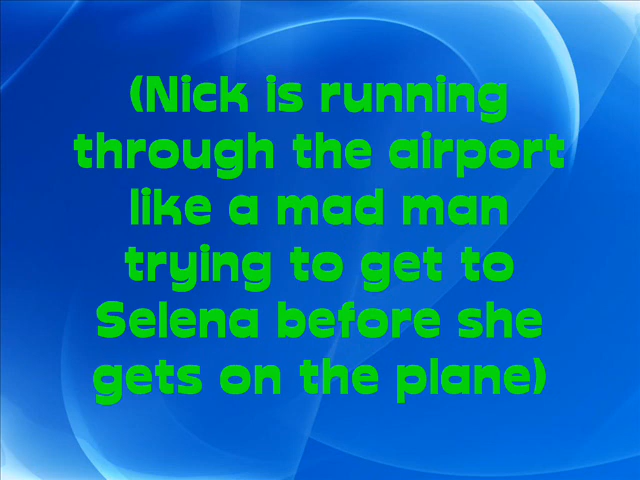 (Nick is running
through the airport
like a mad man
trying to get to
Selena before she
gets on the plane)